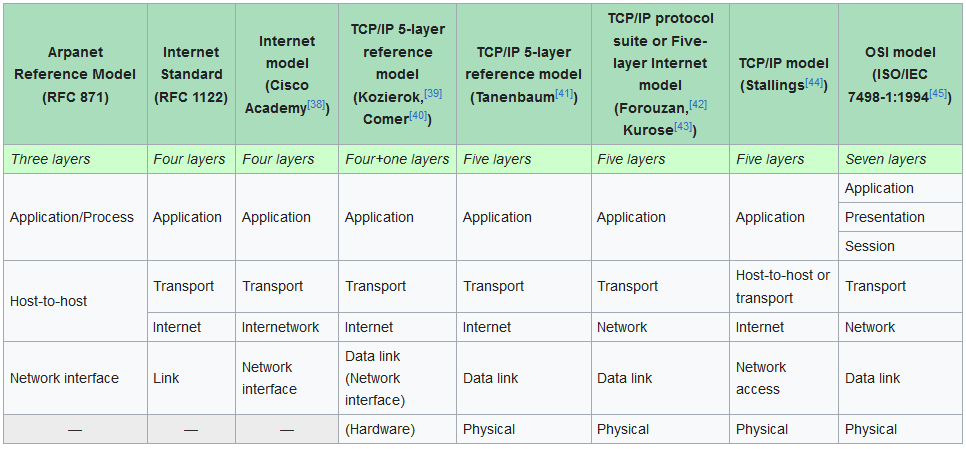 Arpanet
Reference Model
(RFC 871)
Internet
Standard
(RFC 1122)
Internet
model
(Cisco
Academy[38])
TCP/IP 5-layer
reference
model
(Kozierok,[39]
Comer[40])
TCP/IP 5-layer
reference model
(Tanenbaum[41])
TCP/IP protocol
suite or Five-
layer Internet
model
(Forouzan,[42]
Kurose[43])
TCP/IP model
(Stallings[44])
OSI model
(ISO/IEC
7498-1:1994[45])
Three layers
Four layers
Four layers
Four+one layers
Five layers
Five layers
Five layers
Seven layers
Application/Process
Application
Application
Application
Application
Application
Application
Application
Presentation
Session
Host-to-host
Transport
Transport
Transport
Transport
Transport
Host-to-host or
transport
Transport
Internet
Internetwork
Internet
Internet
Network
Internet
Network
Network interface
Link
Network
interface
Data link
(Network
interface)
Data link
Data link
Network
access
Data link
—
—
—
(Hardware)
Physical
Physical
Physical
Physical